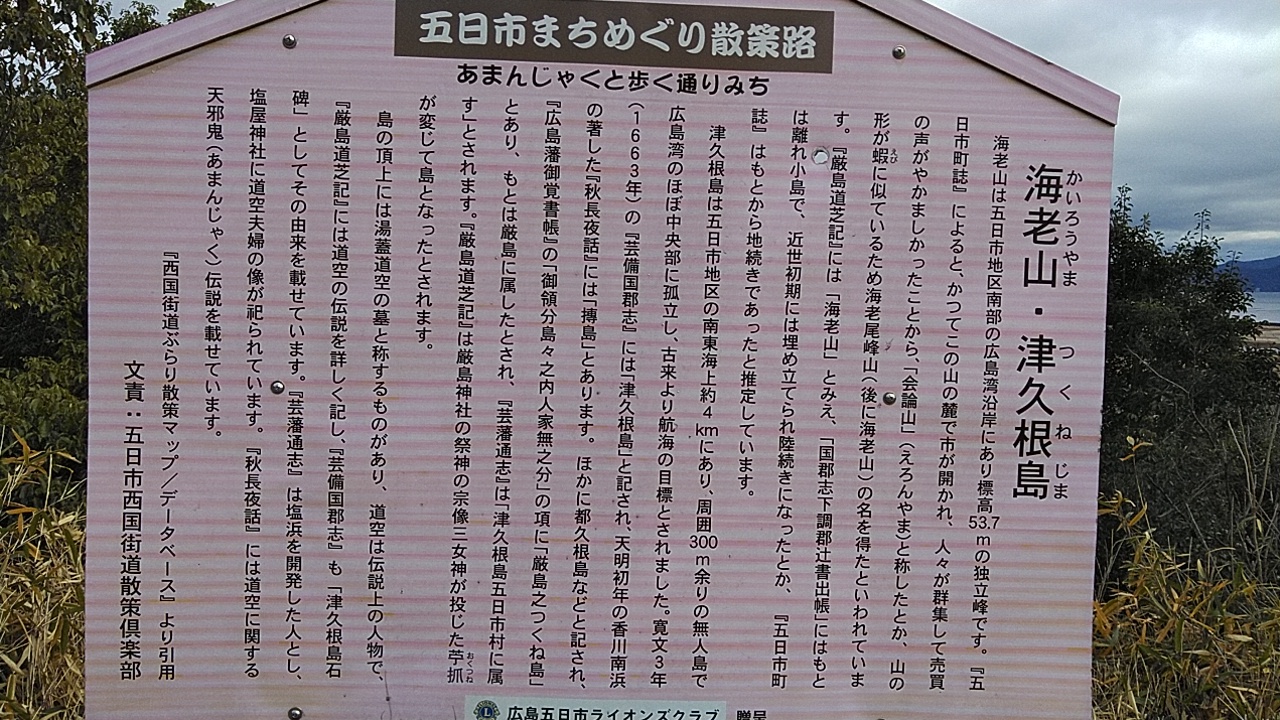 五日市まちめぐり散策路
あまんじゃくと歩く通りみち
海老山・津久根島
かいろうやま つくねじま
海老山は五日市地区南部の広島湾沿岸にあり標高53.7mの独立峰です。『五
日市町誌』によると、かつてこの山の麓で市が開かれ、人々が群集して売買
の声がやかましかったことから、「会論山」（えろんやま）と称したとか、山の
形が蝦に似ているため海老尾峰山（後に海老山）の名を得たといわれていま
えび
す。『厳島道芝記』には「海老山」とみえ、「国郡志下調郡辻書出帳」にはもと
は離れ小島で、近世初期には埋め立てられ陸続きになったとか、『五日市町
誌』はもとから地続きであったと推定しています。
津久根島は五日市地区の南東海上約4kmにあり、周囲300m余りの無人島で
広島湾のほぼ中央部に孤立し、古来より航海の目標とされました。寛文3年
（1663年）の『芸備国郡志』には「津久根島」と記され、天明初年の香川南浜
の著した『秋長夜話』には「搏島」とあります。ほかに都久根島などと記され、
『広島藩御覚書帳』の「御領分島々之内人家無之分」の項に「厳島之つくね島」
とあり、もとは厳島に属したとされ、『芸藩通志』は「津久根島五日市村に属
す」とされます。『厳島道芝記』は厳島神社の祭神の宗像三女神が投じた苧抓
おくつね
が変じて島となったとされます。
島の頂上には湯蓋道空の墓と称するものがあり、道空は伝説上の人物で、
『厳島道芝記』には道空の伝説を詳しく記し、『芸備国郡志』も「津久根島石
碑」としてその由来を載せています。『芸藩通志』は塩浜を開発した人とし、
塩屋神社に道空夫婦の像が祀られています。『秋長夜話』には道空に関する
天邪鬼（あまんじゃく）伝説を載せています。
『西国街道ぶらり散策マップ／データベース』より引用
文責：五日市西国街道散策倶楽部
広島五日市ライオンズクラブ 贈呈